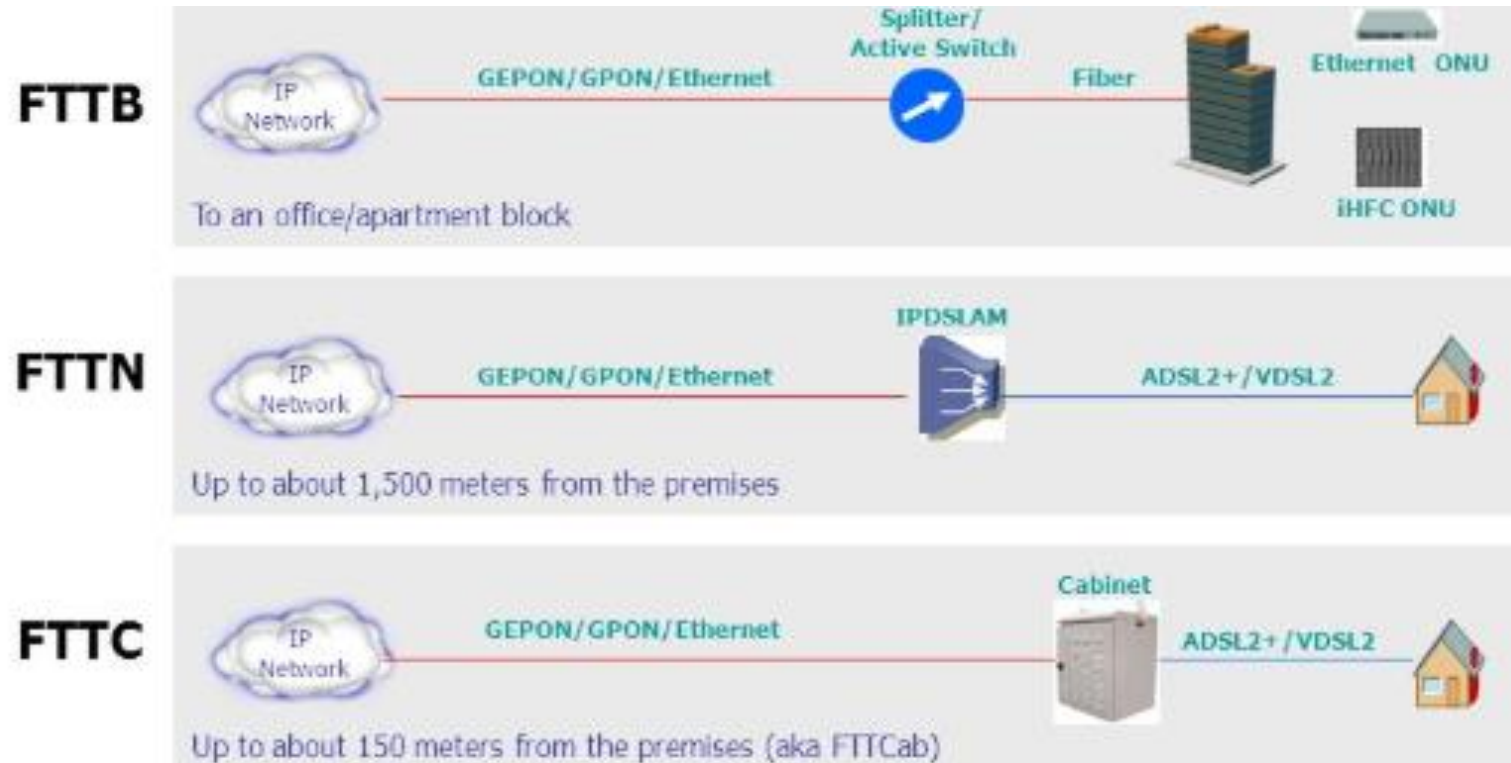 FTTB
IP
Network
GEPON/GPON/Ethernet
Splitter/
Active Switch
Fiber
Ethernet ONU
iHFC ONU
To an office/apartment block
FTTN
IP
Network
GEPON/GPON/Ethernet
IPDSLAM
ADSL2+/VDSL2
Up to about 1,500 meters from the premises
FTTC
IP
Network
GEPON/GPON/Ethernet
Cabinet
ADSL2+/VDSL2
Up to about 150 meters from the premises (aka FTTCab)